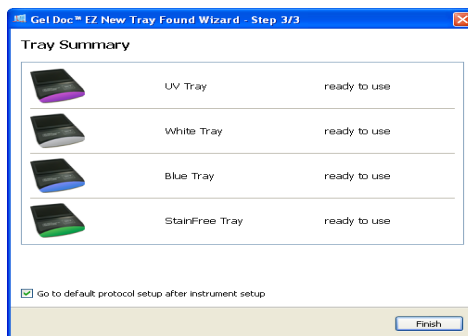 Gel Doc™ EZ New Tray Found Wizard - Step 3/3
Tray Summary
UV Tray ready to use
White Tray ready to use
Blue Tray ready to use
StainFree Tray ready to use
Go to default protocol setup after instrument setup
Finish